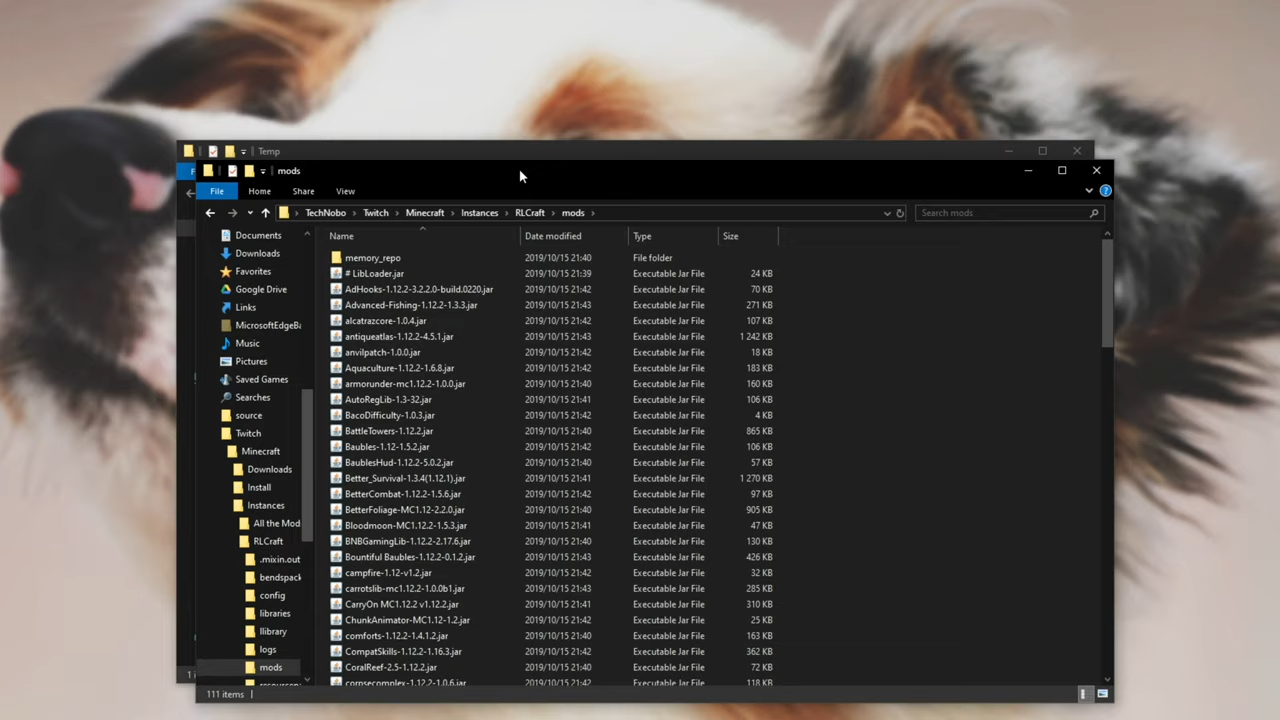 Temp
mods
File Home Share View
TechNobo Twitch Minecraft Instances RLCraft mods
Search mods
Documents
Downloads
Favorites
Google Drive
Links
MicrosoftEdgeBa
Music
Pictures
Saved Games
Searches
source
Twitch
Minecraft
Downloads
Install
Instances
All the Mod
RLCraft
.mixin.out
bendspack
config
libraries
llibrary
logs
mods
Name Date modified Type Size
memory_repo 2019/10/15 21:40 File folder
# LibLoader.jar 2019/10/15 21:39 Executable Jar File 24 KB
AdHooks-1.12.2-3.2.2.0-build.0220.jar 2019/10/15 21:42 Executable Jar File 70 KB
Advanced-Fishing-1.12.2-1.3.3.jar 2019/10/15 21:43 Executable Jar File 271 KB
alcatrazcore-1.0.4.jar 2019/10/15 21:42 Executable Jar File 107 KB
antiqueatlas-1.12.2-4.5.1.jar 2019/10/15 21:43 Executable Jar File 1 242 KB
anvilpatch-1.0.0.jar 2019/10/15 21:42 Executable Jar File 18 KB
Aquaculture-1.12.2-1.6.8.jar 2019/10/15 21:42 Executable Jar File 183 KB
armorunder-mc1.12.2-1.0.0.jar 2019/10/15 21:40 Executable Jar File 160 KB
AutoRegLib-1.3-32.jar 2019/10/15 21:41 Executable Jar File 106 KB
BacoDifficulty-1.0.3.jar 2019/10/15 21:42 Executable Jar File 4 KB
BattleTowers-1.12.2.jar 2019/10/15 21:40 Executable Jar File 865 KB
Baubles-1.12-1.5.2.jar 2019/10/15 21:42 Executable Jar File 106 KB
BaublesHud-1.12.2-5.0.2.jar 2019/10/15 21:40 Executable Jar File 57 KB
Better_Survival-1.3.4(1.12.1).jar 2019/10/15 21:41 Executable Jar File 1 270 KB
BetterCombat-1.12.2-1.5.6.jar 2019/10/15 21:42 Executable Jar File 97 KB
BetterFoliage-MC1.12-2.2.0.jar 2019/10/15 21:40 Executable Jar File 905 KB
Bloodmoon-MC1.12.2-1.5.3.jar 2019/10/15 21:41 Executable Jar File 47 KB
BNBGamingLib-1.12.2-2.17.6.jar 2019/10/15 21:40 Executable Jar File 130 KB
Bountiful Baubles-1.12.2-0.1.2.jar 2019/10/15 21:43 Executable Jar File 426 KB
campfire-1.12-v1.2.jar 2019/10/15 21:42 Executable Jar File 32 KB
carrotslib-mc1.12.2-1.0.0b1.jar 2019/10/15 21:43 Executable Jar File 285 KB
CarryOn MC1.12.2 v1.12.2.jar 2019/10/15 21:41 Executable Jar File 310 KB
ChunkAnimator-MC1.12-1.2.jar 2019/10/15 21:42 Executable Jar File 25 KB
comforts-1.12.2-1.4.1.2.jar 2019/10/15 21:40 Executable Jar File 163 KB
CompatSkills-1.12.2-1.16.3.jar 2019/10/15 21:42 Executable Jar File 362 KB
CoralReef-2.5-1.12.2.jar 2019/10/15 21:40 Executable Jar File 72 KB
corpsecomplex-1.12.2-1.0.6.jar 2019/10/15 21:42 Executable Jar File 118 KB
111 items